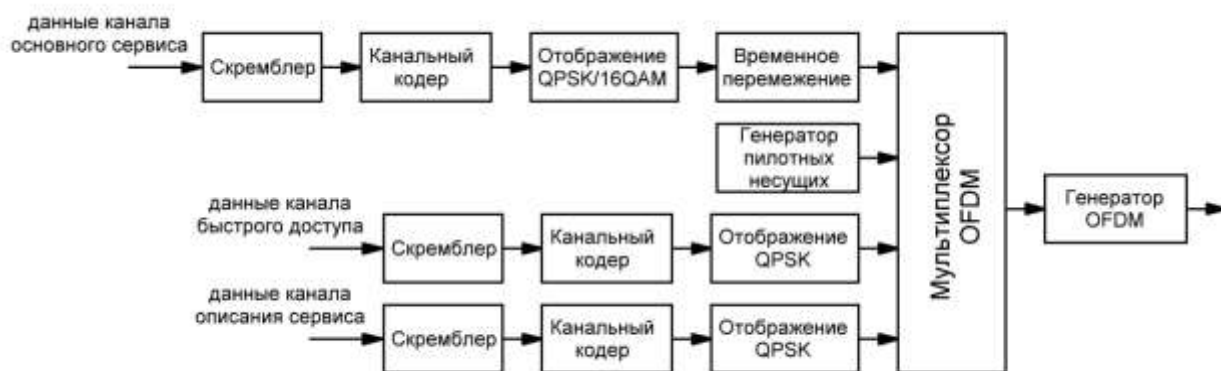 данные канала
основного сервиса
Скремблер
Канальный
кодер
Отображение
QPSK/16QAM
Временное
перемежение
Генератор
пилотных
несущих
данные канала
быстрого доступа
Скремблер
Канальный
кодер
Отображение
QPSK
данные канала
описания сервиса
Скремблер
Канальный
кодер
Отображение
QPSK
Мультиплексор
OFDM
Генератор
OFDM